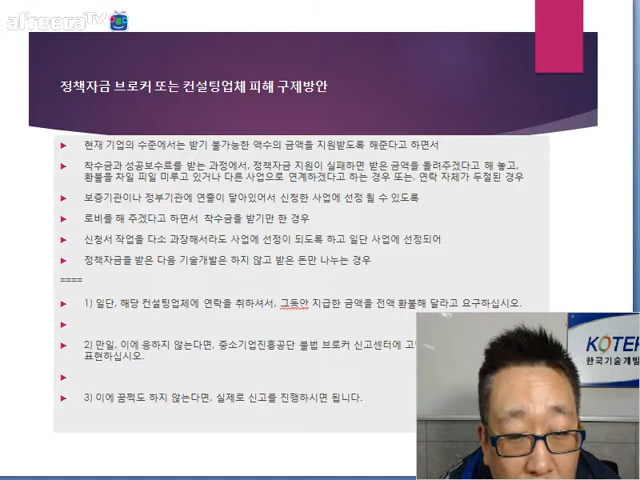 afreecaTV
정책자금 브로커 또는 컨설팅업체 피해 구제방안
현재 기업의 수준에서는 받기 불가능한 액수의 금액을 지원받도록 해준다고 하면서
착수금과 성공보수료를 받는 과정에서, 정책자금 지원이 실패하면 받은 금액을 돌려주겠다고 해 놓고,
환불을 차일 피일 미루고 있거나 다른 사업으로 연계하겠다고 하는 경우 또는, 연락 자체가 두절된 경우
보증기관이나 정부기관에 연줄이 닿아있어서 신청한 사업에 선정 될 수 있도록
로비를 해 주겠다고 하면서 착수금을 받기만 한 경우
신청서 작업을 다소 과장해서라도 사업에 선정이 되도록 하고 일단 사업에 선정되어
정책자금을 받은 다음 기술개발은 하지 않고 받은 돈만 나누는 경우
====
1) 일단, 해당 컨설팅업체에 연락을 취하셔서, 그동안 지급한 금액을 전액 환불해 달라고 요구하십시오.
2) 만일, 이에 응하지 않는다면, 중소기업진흥공단 불법 브로커 신고센터에
표현하십시오.
3) 이에 꿈쩍도 하지 않는다면, 실제로 신고를 진행하시면 됩니다.
KOTER
한국기술개발